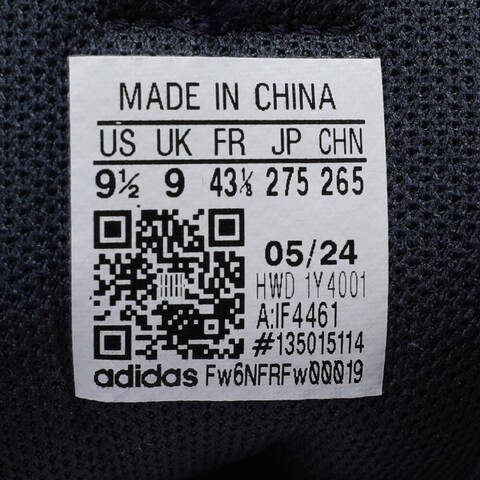 MADE IN CHINA
US UK FR JP CHN
9½ 9 43⅓ 275 265
05/24
HWD 1Y4001
A:IF4461
#135015114
adidas Fw6NFRFw00019